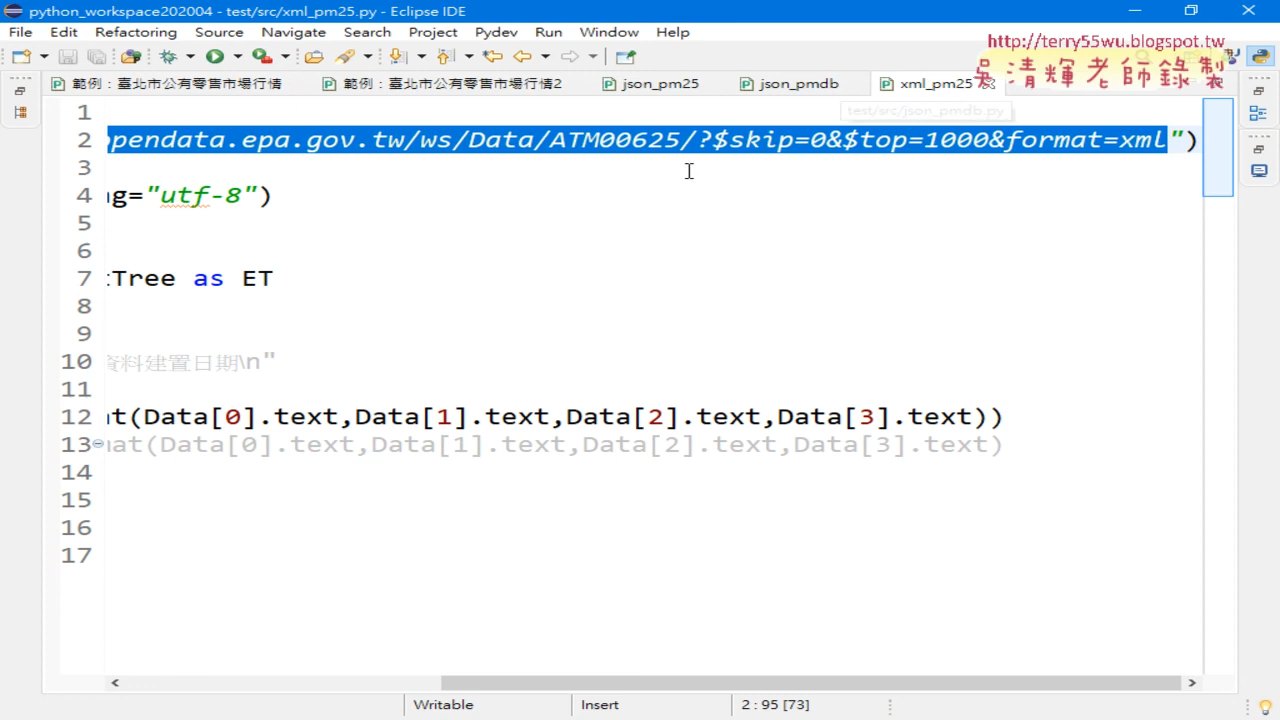 python_workspace202004 - test/src/xml_pm25.py - Eclipse IDE
File Edit Refactoring Source Navigate Search Project Pydev Run Window Help
http://terry55wu.blogspot.tw
吳清輝老師錄製
範例：臺北市公有零售市場行情 範例：臺北市公有零售市場行情2 json_pm25 json_pmdb xml_pm25
test/src/json_pmdb.py
1
2 pendata.epa.gov.tw/ws/Data/ATM00625/?$skip=0&$top=1000&format=xml")
3
4 ng="utf-8")
5
6
7 tTree as ET
8
9
10 資料建置日期\n"
11
12 at(Data[0].text,Data[1].text,Data[2].text,Data[3].text))
13 mat(Data[0].text,Data[1].text,Data[2].text,Data[3].text)
14
15
16
17
Writable Insert 2 : 95 [73]